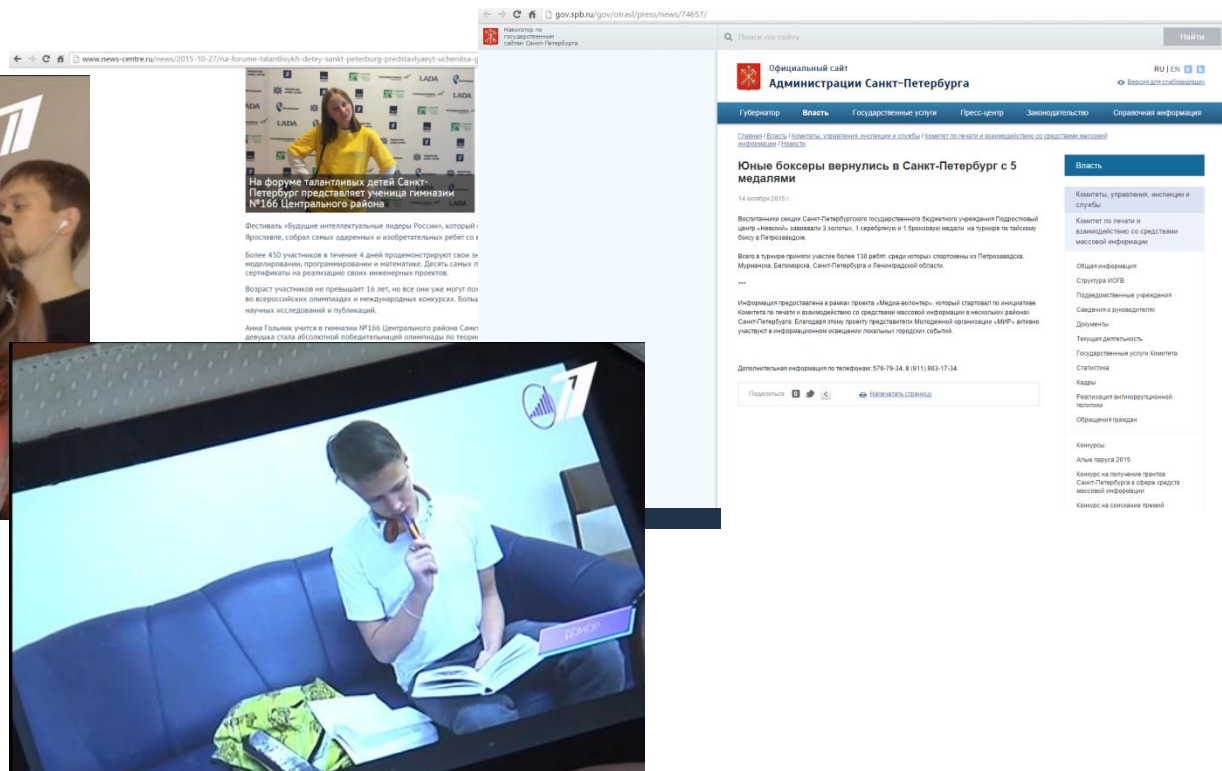 www.news-centre.ru/news/2015-10-27/na-forume-talantlivykh-detey-sankt-peterburg-predstavlyaeyt-uchenitsa-g
LADA
На форуме талантливых детей Санкт-
Петербург представляет ученица гимназии
№166 Центрального района
Фестиваль «Будущие интеллектуальные лидеры России», который
Ярославле, собрал самых одаренных и изобретательных ребят со
Более 450 участников в течение 4 дней продемонстрируют свои
моделировании, программировании и математике. Десять самых
сертификаты на реализацию своих инженерных проектов.
Возраст участников не превышает 16 лет, но все они уже могут
во всероссийских олимпиадах и международных конкурсах.
научных исследований и публикаций.
Анна Гольник учится в гимназии №166 Центрального района
девушка стала абсолютной победительницей олимпиады по
1
ДОНОР
gov.spb.ru/gov/otrasl/press/news/74657/
Навигатор по
государственным
сайтам Санкт-Петербурга
Поиск по сайту
Найти
Официальный сайт
Администрации Санкт-Петербурга
RU | EN
Версия для слабовидящих
Губернатор Власть Государственные услуги Пресс-центр Законодательство Справочная информация
Главная / Власть / Комитеты, управления, инспекции и службы / Комитет по печати и взаимодействию со средствами массовой
информации / Новости
Юные боксеры вернулись в Санкт-Петербург с 5
медалями
14 октября 2015 г.
Воспитанники секции Санкт-Петербургского государственного бюджетного учреждения Подростковый
центр «Невский» завоевали 3 золотых, 1 серебряную и 1 бронзовую медали на турнире по тайскому
боксу в Петрозаводске.
Всего в турнире приняли участие более 130 ребят, среди которых спортсмены из Петрозаводска,
Мурманска, Беломорска, Санкт-Петербурга и Ленинградской области.
***
Информация предоставлена в рамках проекта «Медиа-волонтер», который стартовал по инициативе
Комитета по печати и взаимодействию со средствами массовой информации в нескольких районах
Санкт-Петербурга. Благодаря этому проекту представители Молодежной организации «МИР» активно
участвуют в информационном освещении локальных городских событий.
Дополнительная информация по телефонам: 576-79-34, 8 (911) 903-17-34.
Поделиться
Напечатать страницу
Власть
Комитеты, управления, инспекции и
службы
Комитет по печати и
взаимодействию со средствами
массовой информации
Общая информация
Структура ИОГВ
Подведомственные учреждения
Сведения о руководителях
Документы
Текущая деятельность
Государственные услуги Комитета
Статистика
Кадры
Реализация антикоррупционной
политики
Обращения граждан
Конкурсы
Алые паруса 2015
Конкурс на получение грантов
Санкт-Петербурга в сфере средств
массовой информации
Конкурс на соискание премий